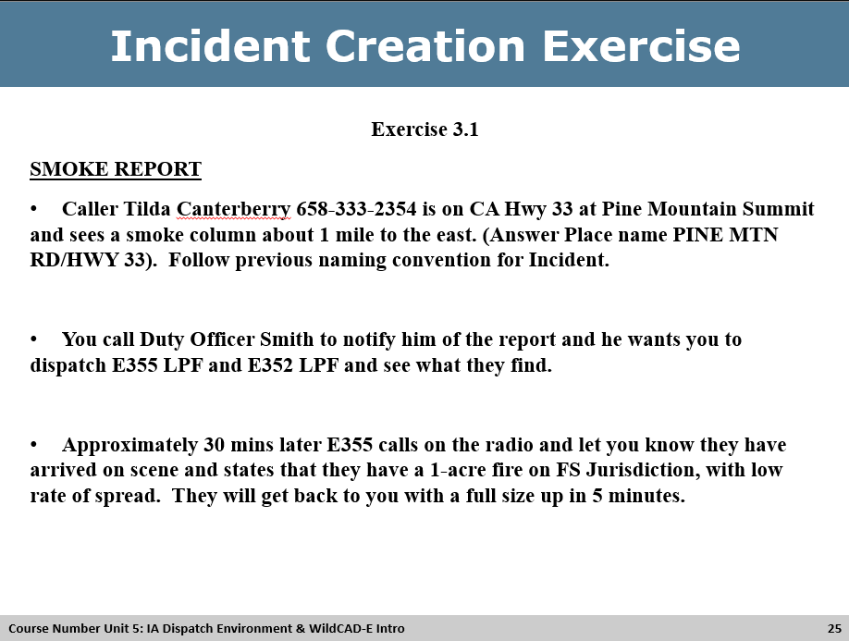 Incident Creation Exercise
Exercise 3.1
SMOKE REPORT
• Caller Tilda Canterberry 658-333-2354 is on CA Hwy 33 at Pine Mountain Summit
and sees a smoke column about 1 mile to the east. (Answer Place name PINE MTN
RD/HWY 33). Follow previous naming convention for Incident.
• You call Duty Officer Smith to notify him of the report and he wants you to
dispatch E355 LPF and E352 LPF and see what they find.
• Approximately 30 mins later E355 calls on the radio and let you know they have
arrived on scene and states that they have a 1-acre fire on FS Jurisdiction, with low
rate of spread. They will get back to you with a full size up in 5 minutes.
Course Number Unit 5: IA Dispatch Environment & WildCAD-E Intro 25